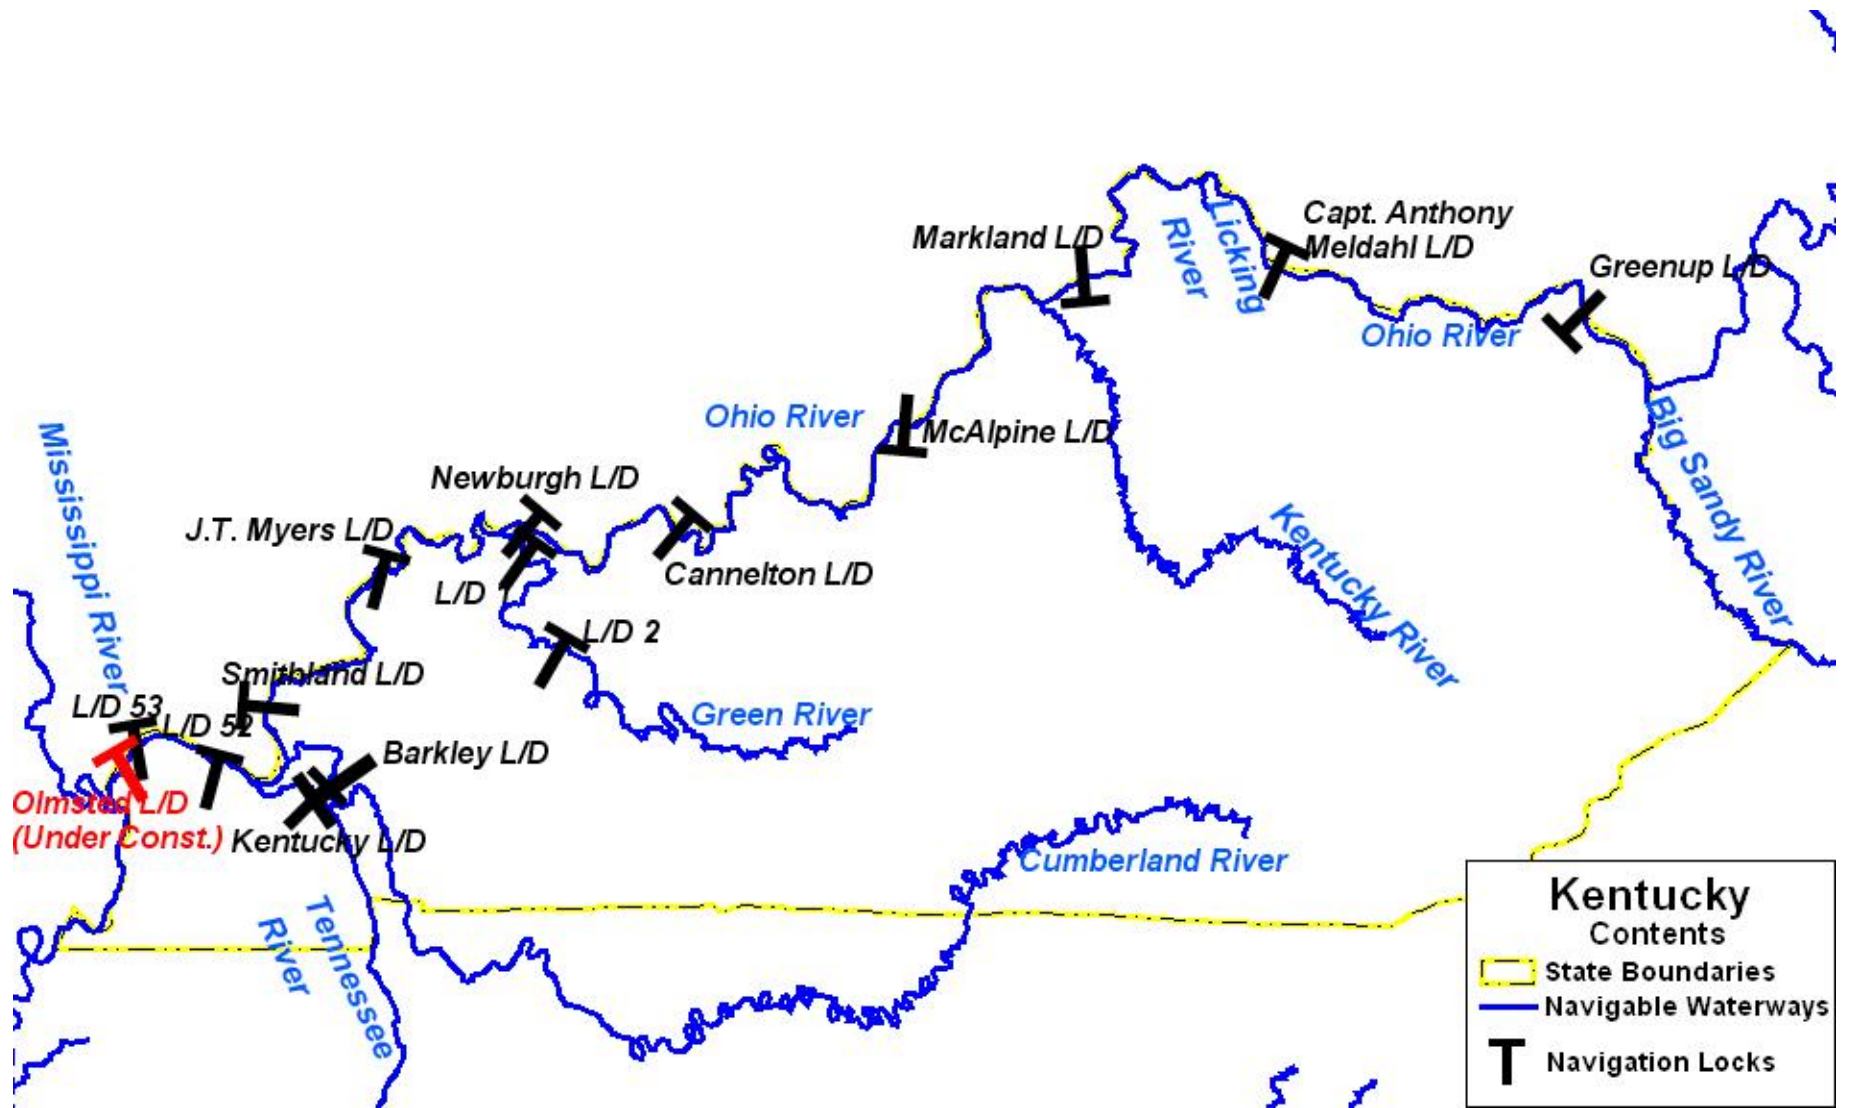 Capt. Anthony
Meldahl L/D
Markland L/D
Licking
River
Greenup L/D
Ohio River
Ohio River
McAlpine L/D
Big Sandy River
Mississippi River
Newburgh L/D
J.T. Myers L/D
Cannelton L/D
L/D 1
Kentucky River
L/D 2
Smithland L/D
L/D 53
L/D 52
Green River
Barkley L/D
Olmsted L/D
(Under Const.)
Kentucky L/D
Cumberland River
Tennessee
River
Kentucky
Contents
State Boundaries
Navigable Waterways
Navigation Locks